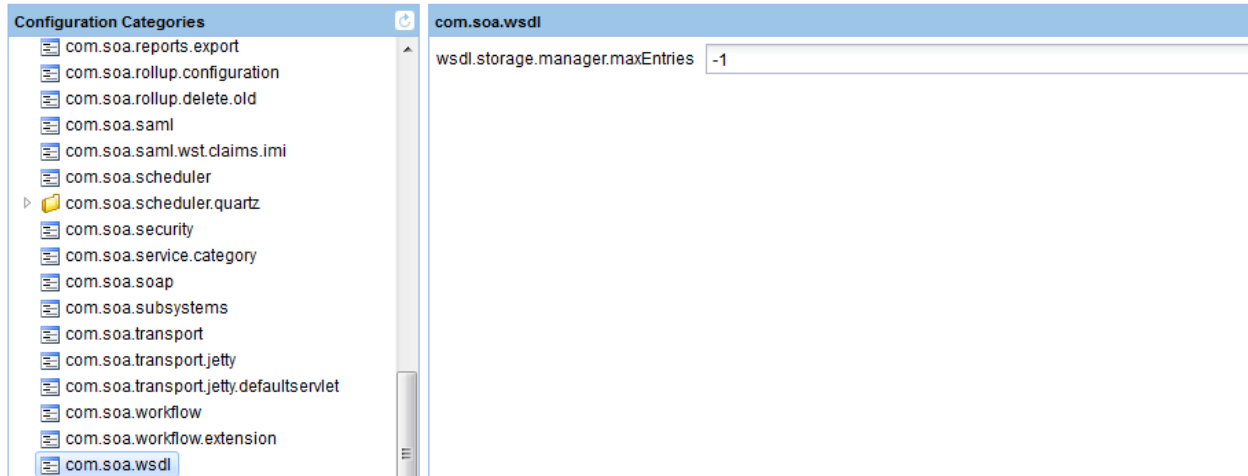 Configuration Categories
com.soa.reports.export
com.soa.rollup.configuration
com.soa.rollup.delete.old
com.soa.saml
com.soa.saml.wst.claims.imi
com.soa.scheduler
com.soa.scheduler.quartz
com.soa.security
com.soa.service.category
com.soa.soap
com.soa.subsystems
com.soa.transport
com.soa.transport.jetty
com.soa.transport.jetty.defaultservlet
com.soa.workflow
com.soa.workflow.extension
com.soa.wsdl
com.soa.wsdl
wsdl.storage.manager.maxEntries -1